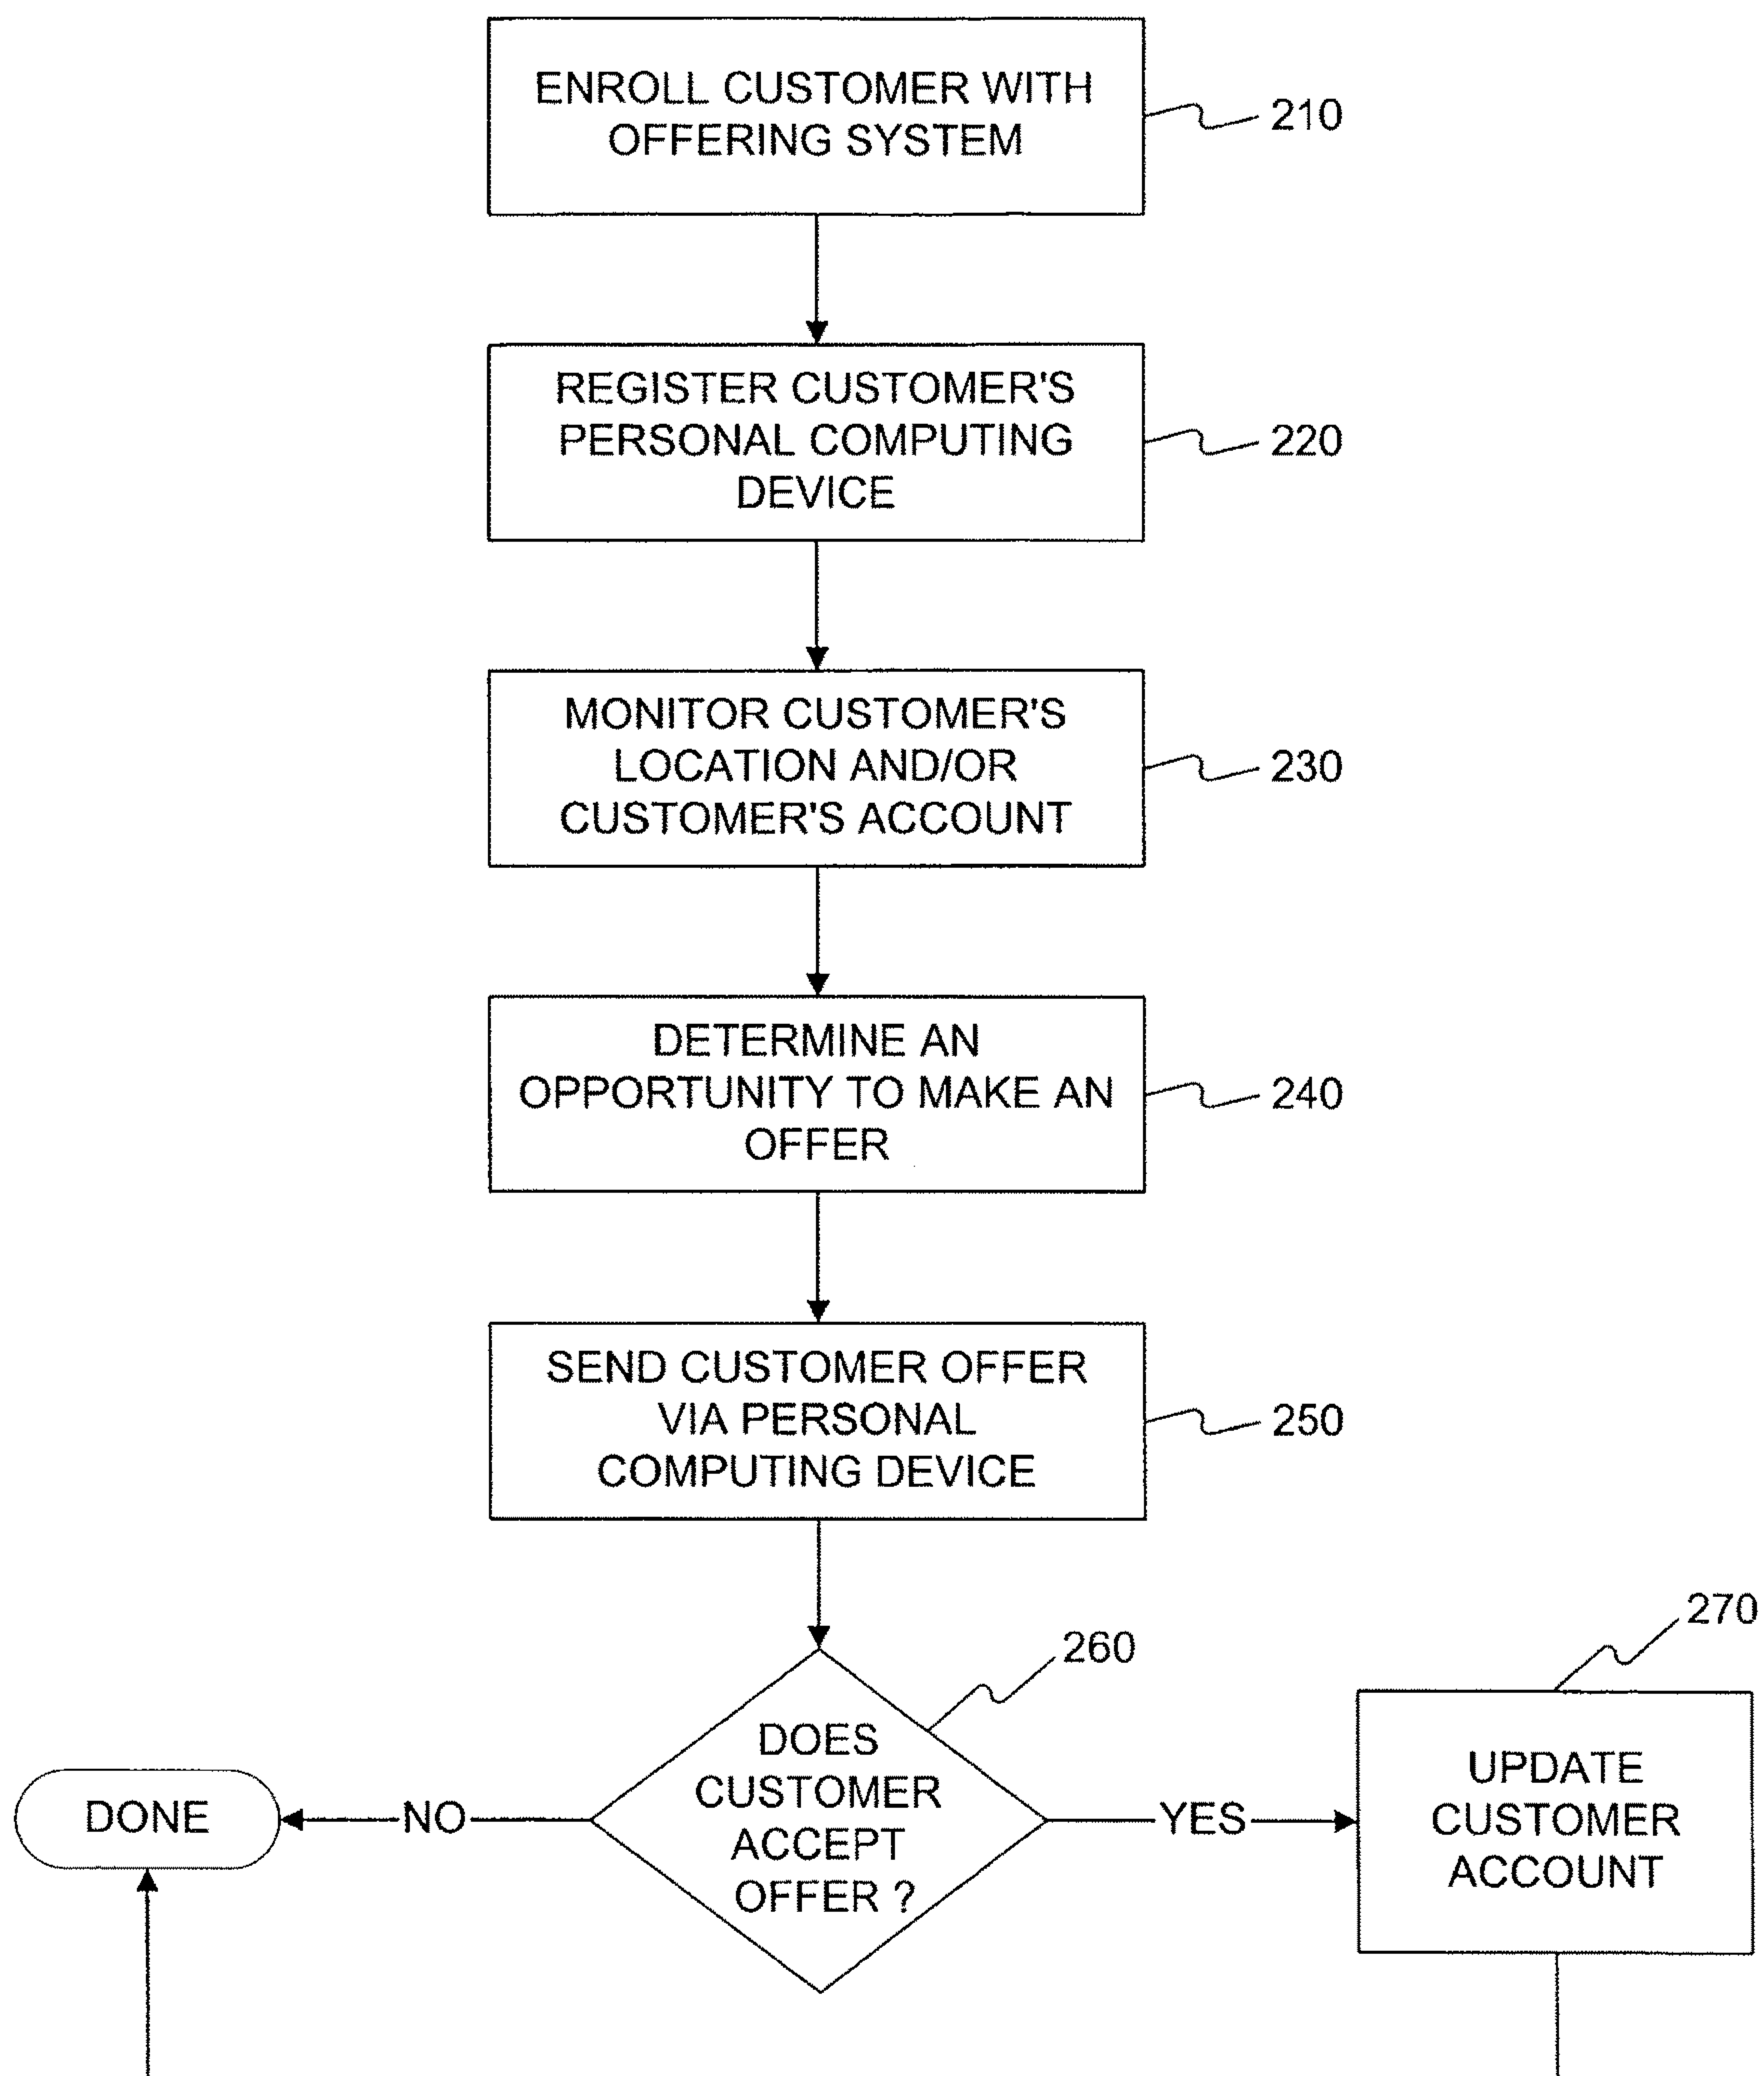 ENROLL CUSTOMER WITH
OFFERING SYSTEM
210
REGISTER CUSTOMER'S
PERSONAL COMPUTING
DEVICE
220
MONITOR CUSTOMER'S
LOCATION AND/OR
CUSTOMER'S ACCOUNT
230
DETERMINE AN
OPPORTUNITY TO MAKE AN
OFFER
240
SEND CUSTOMER OFFER
VIA PERSONAL
COMPUTING DEVICE
250
260
DOES
CUSTOMER
ACCEPT
OFFER ?
NO
DONE
YES
270
UPDATE
CUSTOMER
ACCOUNT